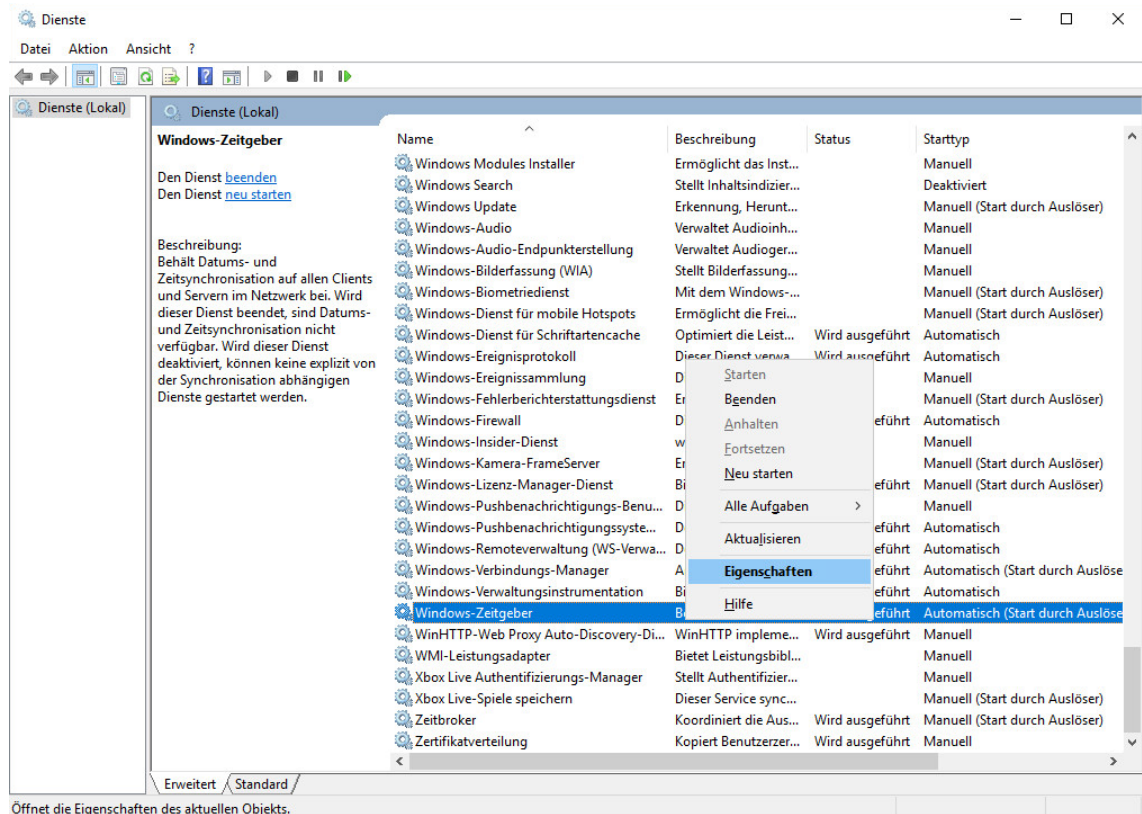 Dienste
Datei Aktion Ansicht ?
Dienste (Lokal)
Dienste (Lokal)
Windows-Zeitgeber
Den Dienst beenden
Den Dienst neu starten
Beschreibung:
Behält Datums- und
Zeitsynchronisation auf allen Clients
und Servern im Netzwerk bei. Wird
dieser Dienst beendet, sind Datums-
und Zeitsynchronisation nicht
verfügbar. Wird dieser Dienst
deaktiviert, können keine explizit von
der Synchronisation abhängigen
Dienste gestartet werden.
Name Beschreibung Status Starttyp
Windows Modules Installer Ermöglicht das Inst... Manuell
Windows Search Stellt Inhaltsindizier... Deaktiviert
Windows Update Erkennung, Herunt... Manuell (Start durch Auslöser)
Windows-Audio Verwaltet Audioinh... Manuell
Windows-Audio-Endpunkterstellung Verwaltet Audioger... Manuell
Windows-Bilderfassung (WIA) Stellt Bilderfassung... Manuell
Windows-Biometriedienst Mit dem Windows-... Manuell (Start durch Auslöser)
Windows-Dienst für mobile Hotspots Ermöglicht die Frei... Manuell (Start durch Auslöser)
Windows-Dienst für Schriftartencache Optimiert die Leist... Wird ausgeführt Automatisch
Windows-Ereignisprotokoll Dieser Dienst verwa... Wird ausgeführt Automatisch
Windows-Ereignissammlung D Manuell
Windows-Fehlerberichterstattungsdienst Er Manuell (Start durch Auslöser)
Windows-Firewall D eführt Automatisch
Windows-Insider-Dienst w Manuell
Windows-Kamera-FrameServer Er Manuell (Start durch Auslöser)
Windows-Lizenz-Manager-Dienst Bi eführt Manuell (Start durch Auslöser)
Windows-Pushbenachrichtigungs-Benu... D eführt Manuell
Windows-Pushbenachrichtigungssyste... D eführt Automatisch
Windows-Remoteverwaltung (WS-Verwa... D eführt Automatisch
Windows-Verbindungs-Manager A eführt Automatisch (Start durch Auslöse
Windows-Verwaltungsinstrumentation Bi eführt Automatisch
Windows-Zeitgeber Be eführt Automatisch (Start durch Auslöse
WinHTTP-Web Proxy Auto-Discovery-Di... WinHTTP impleme... Wird ausgeführt Manuell
WMI-Leistungsadapter Bietet Leistungsbibl... Manuell
Xbox Live Authentifizierungs-Manager Stellt Authentifizier... Manuell
Xbox Live-Spiele speichern Dieser Service sync... Manuell (Start durch Auslöser)
Zeitbroker Koordiniert die Aus... Wird ausgeführt Manuell (Start durch Auslöser)
Zertifikatverteilung Kopiert Benutzerzer... Wird ausgeführt Manuell
Starten
Beenden
Anhalten
Fortsetzen
Neu starten
Alle Aufgaben
Aktualisieren
Eigenschaften
Hilfe
Erweitert Standard
Öffnet die Eigenschaften des aktuellen Objekts.